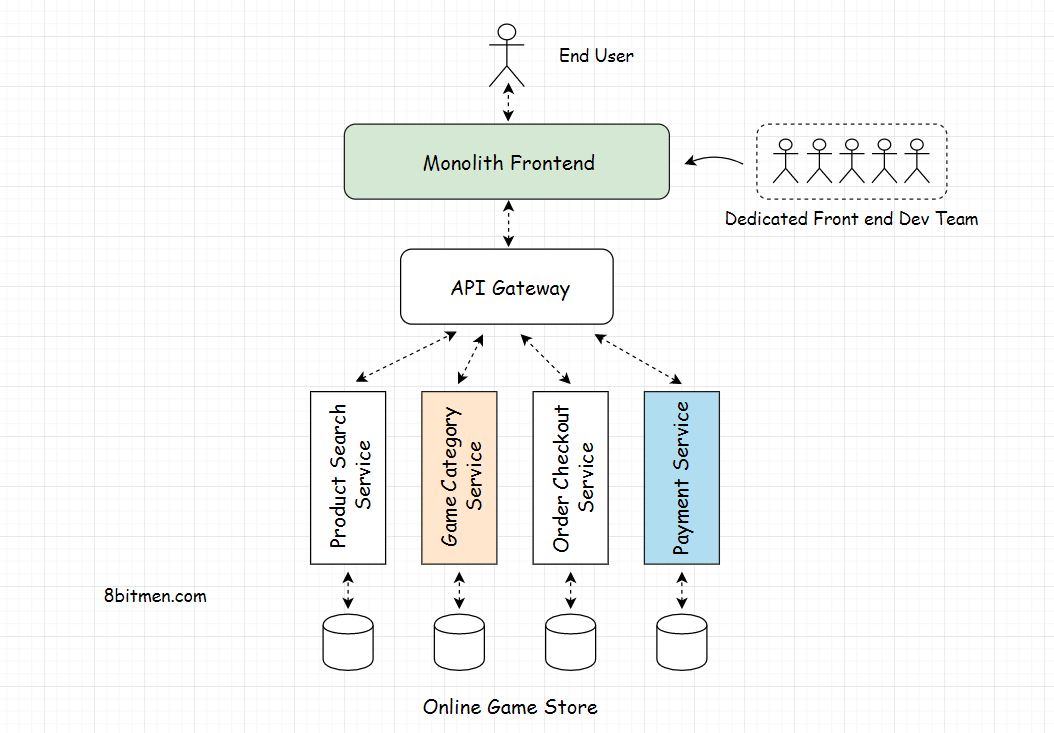 End User
Monolith Frontend
Dedicated Front end Dev Team
API Gateway
Product Search
Service
Game Category
Service
Order Checkout
Service
Payment Service
8bitmen.com
Online Game Store